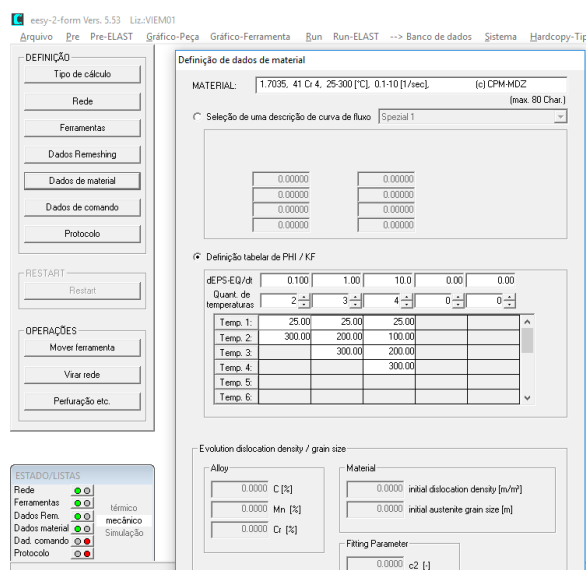 eesy-2-form Vers. 5.53 Liz.:VIEM01
Arquivo Pre Pre-ELAST Gráfico-Peça Gráfico-Ferramenta Run Run-ELAST --> Banco de dados Sistema Hardcopy-Tip
DEFINIÇÃO
Tipo de cálculo
Rede
Ferramentas
Dados Remeshing
Dados de material
Dados de comando
Protocolo
RESTART
Restart
OPERAÇÕES
Mover ferramenta
Virar rede
Perfuração etc.
ESTADO/LISTAS
Rede
Ferramentas
Dados Rem.
Dados material
Dad. comando
Protocolo
térmico
mecânico
Simulação
Definição de dados de material
MATERIAL: 1.7035, 41 Cr 4, 25-300 [°C], 0.1-10 [1/sec], (c) CPM-MDZ
(max. 80 Char.)
Seleção de uma descrição de curva de fluxo Spezial 1
0.00000 0.00000
0.00000 0.00000
0.00000 0.00000
0.00000 0.00000
Definição tabelar de PHI / KF
dEPS-EQ/dt 0.100 1.00 10.0 0.00 0.00
Quant. de
temperaturas 2 3 4 0 0
Temp. 1: 25.00 25.00 25.00
Temp. 2: 300.00 200.00 100.00
Temp. 3: 300.00 200.00
Temp. 4: 300.00
Temp. 5:
Temp. 6:
Evolution dislocation density / grain size
Alloy
0.0000 C [%]
0.0000 Mn [%]
0.0000 Cr [%]
Material
0.0000 initial dislocation density [m/m³]
0.0000 initial austenite grain size [m]
Fitting Parameter
0.0000 c2 [-]